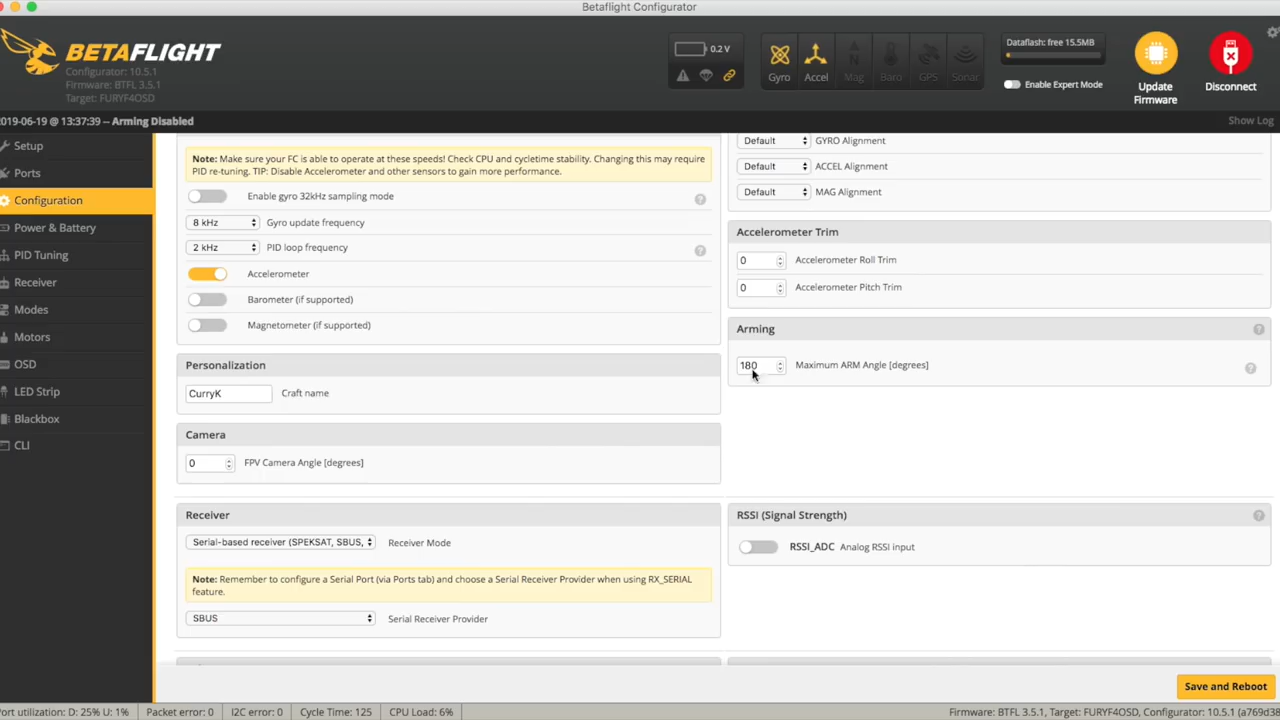 Betaflight Configurator
BETAFLIGHT
Configurator: 10.5.1
Firmware: BTFL 3.5.1
Target: FURYF4OSD
0.2 V
Gyro
Accel
Mag
Baro
GPS
Sonar
Dataflash: free 15.5MB
Enable Expert Mode
Update
Firmware
Disconnect
2019-06-19 @ 13:37:39 -- Arming Disabled
Show Log
Setup
Ports
Configuration
Power & Battery
PID Tuning
Receiver
Modes
Motors
OSD
LED Strip
Blackbox
CLI
Note: Make sure your FC is able to operate at these speeds! Check CPU and cycletime stability. Changing this may require
PID re-tuning. TIP: Disable Accelerometer and other sensors to gain more performance.
Enable gyro 32kHz sampling mode
8 kHz Gyro update frequency
2 kHz PID loop frequency
Accelerometer
Barometer (if supported)
Magnetometer (if supported)
Personalization
CurryK Craft name
Camera
0 FPV Camera Angle [degrees]
Receiver
Serial-based receiver (SPEKSAT, SBUS, Receiver Mode
Note: Remember to configure a Serial Port (via Ports tab) and choose a Serial Receiver Provider when using RX_SERIAL
feature.
SBUS Serial Receiver Provider
Default GYRO Alignment
Default ACCEL Alignment
Default MAG Alignment
Accelerometer Trim
0 Accelerometer Roll Trim
0 Accelerometer Pitch Trim
Arming
180 Maximum ARM Angle [degrees]
RSSI (Signal Strength)
RSSI_ADC Analog RSSI input
Save and Reboot
Port utilization: D: 25% U: 1% Packet error: 0 I2C error: 0 Cycle Time: 125 CPU Load: 6% Firmware: BTFL 3.5.1, Target: FURYF4OSD, Configurator: 10.5.1 (a769d38